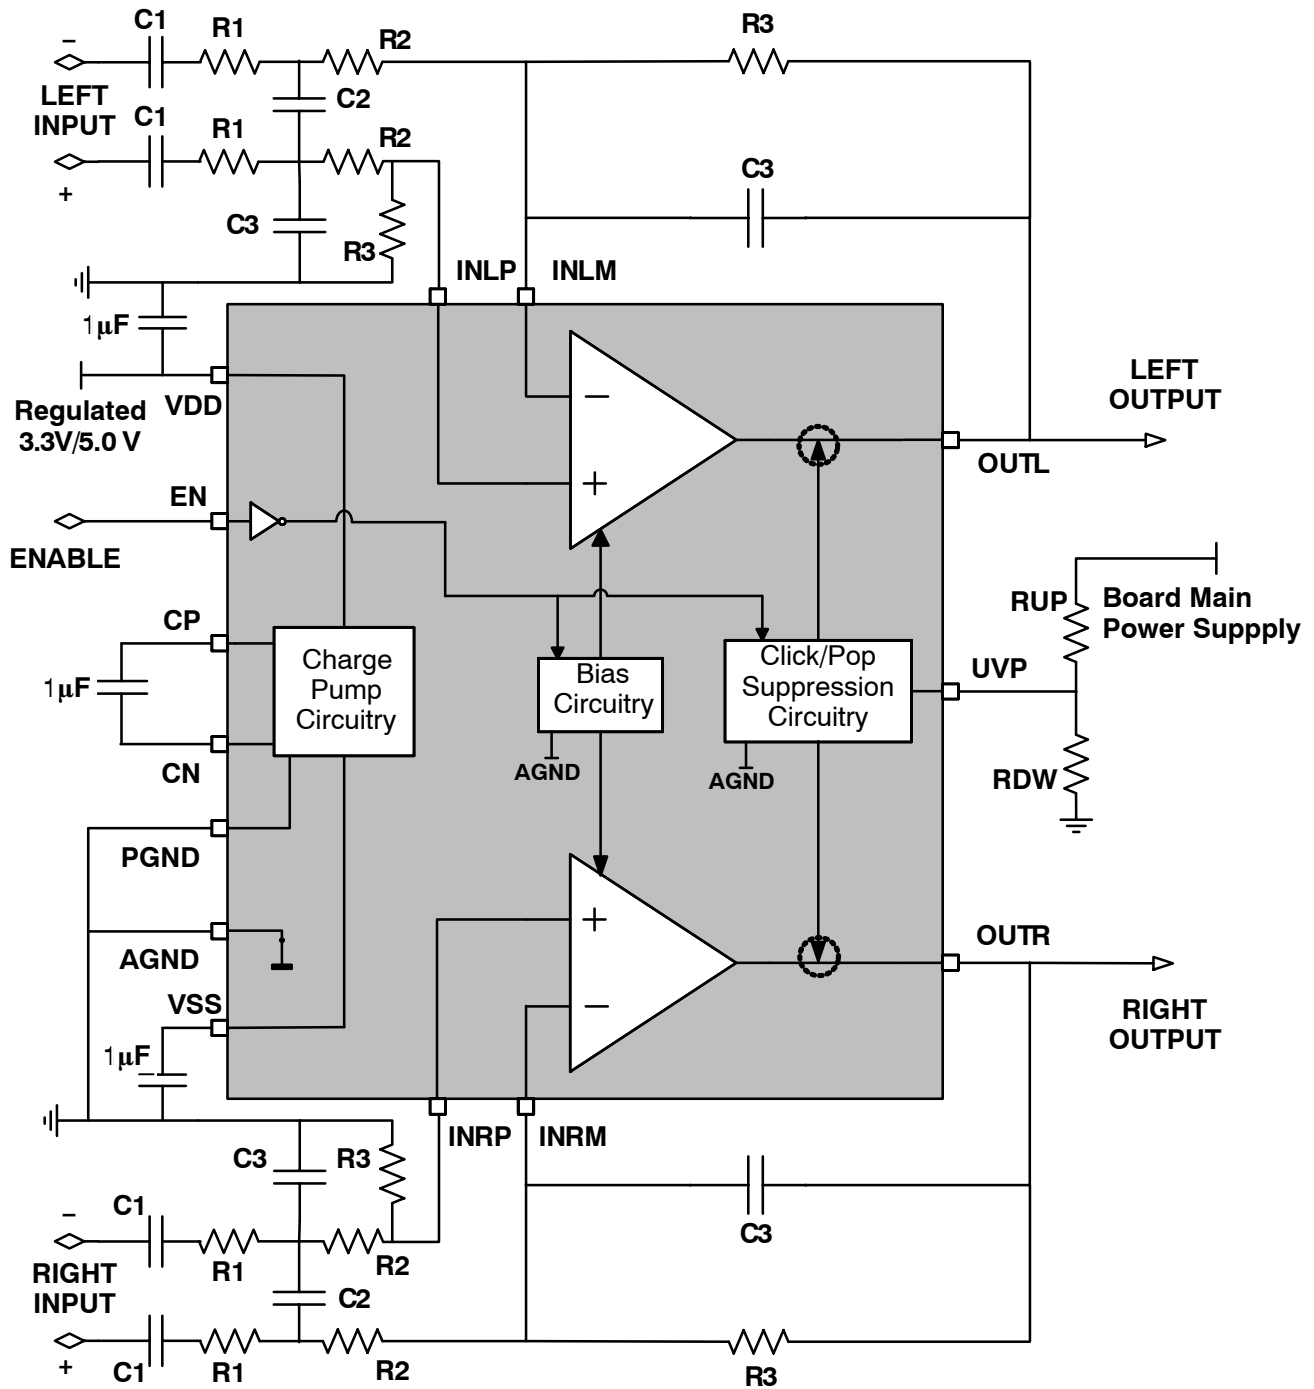 C1
R1
R2
R3
−
LEFT
INPUT
C2
C1
R1
R2
+
C3
R3
C3
INLP
INLM
1µF
VDD
Regulated
3.3V/5.0 V
−
+
LEFT
OUTPUT
OUTL
EN
ENABLE
CP
1µF
CN
Charge
Pump
Circuitry
Bias
Circuitry
AGND
Click/Pop
Suppression
Circuitry
AGND
RUP
Board Main
Power Suppply
UVP
RDW
PGND
AGND
VSS
1µF
+
−
OUTR
RIGHT
OUTPUT
INRP
INRM
C3
R3
C3
−
C1
R1
R2
RIGHT
INPUT
C2
+
C1
R1
R2
R3